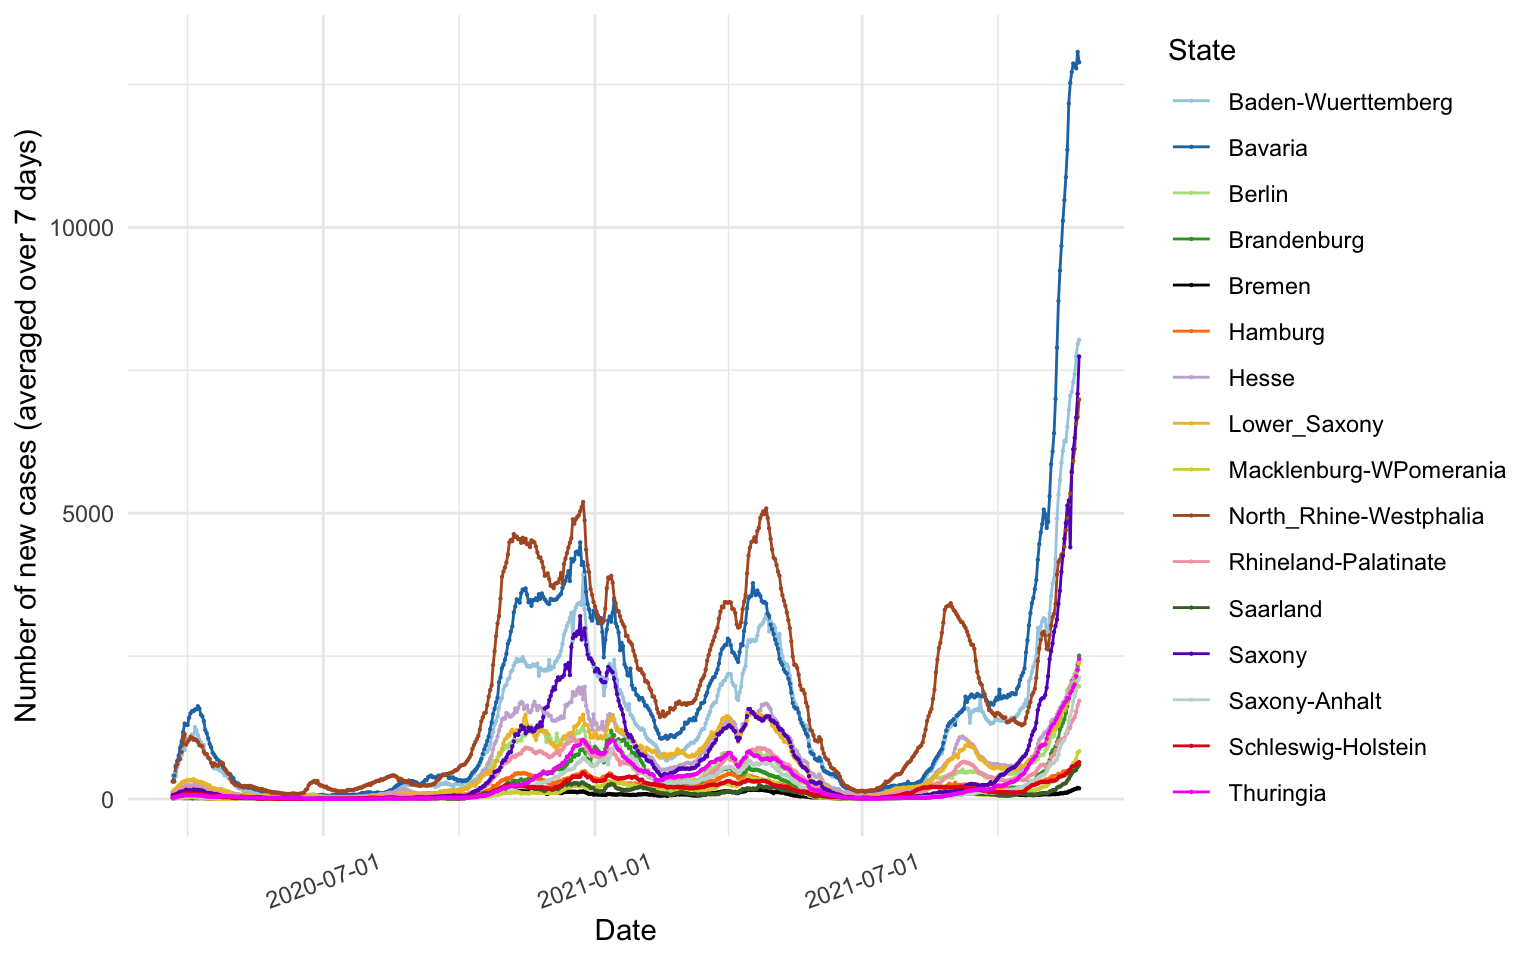 Number of new cases (averaged over 7 days)
10000
5000
0
2020-07-01
2021-01-01
2021-07-01
Date
State
Baden-Wuerttemberg
Bavaria
Berlin
Brandenburg
Bremen
Hamburg
Hesse
Lower_Saxony
Macklenburg-WPomerania
North_Rhine-Westphalia
Rhineland-Palatinate
Saarland
Saxony
Saxony-Anhalt
Schleswig-Holstein
Thuringia